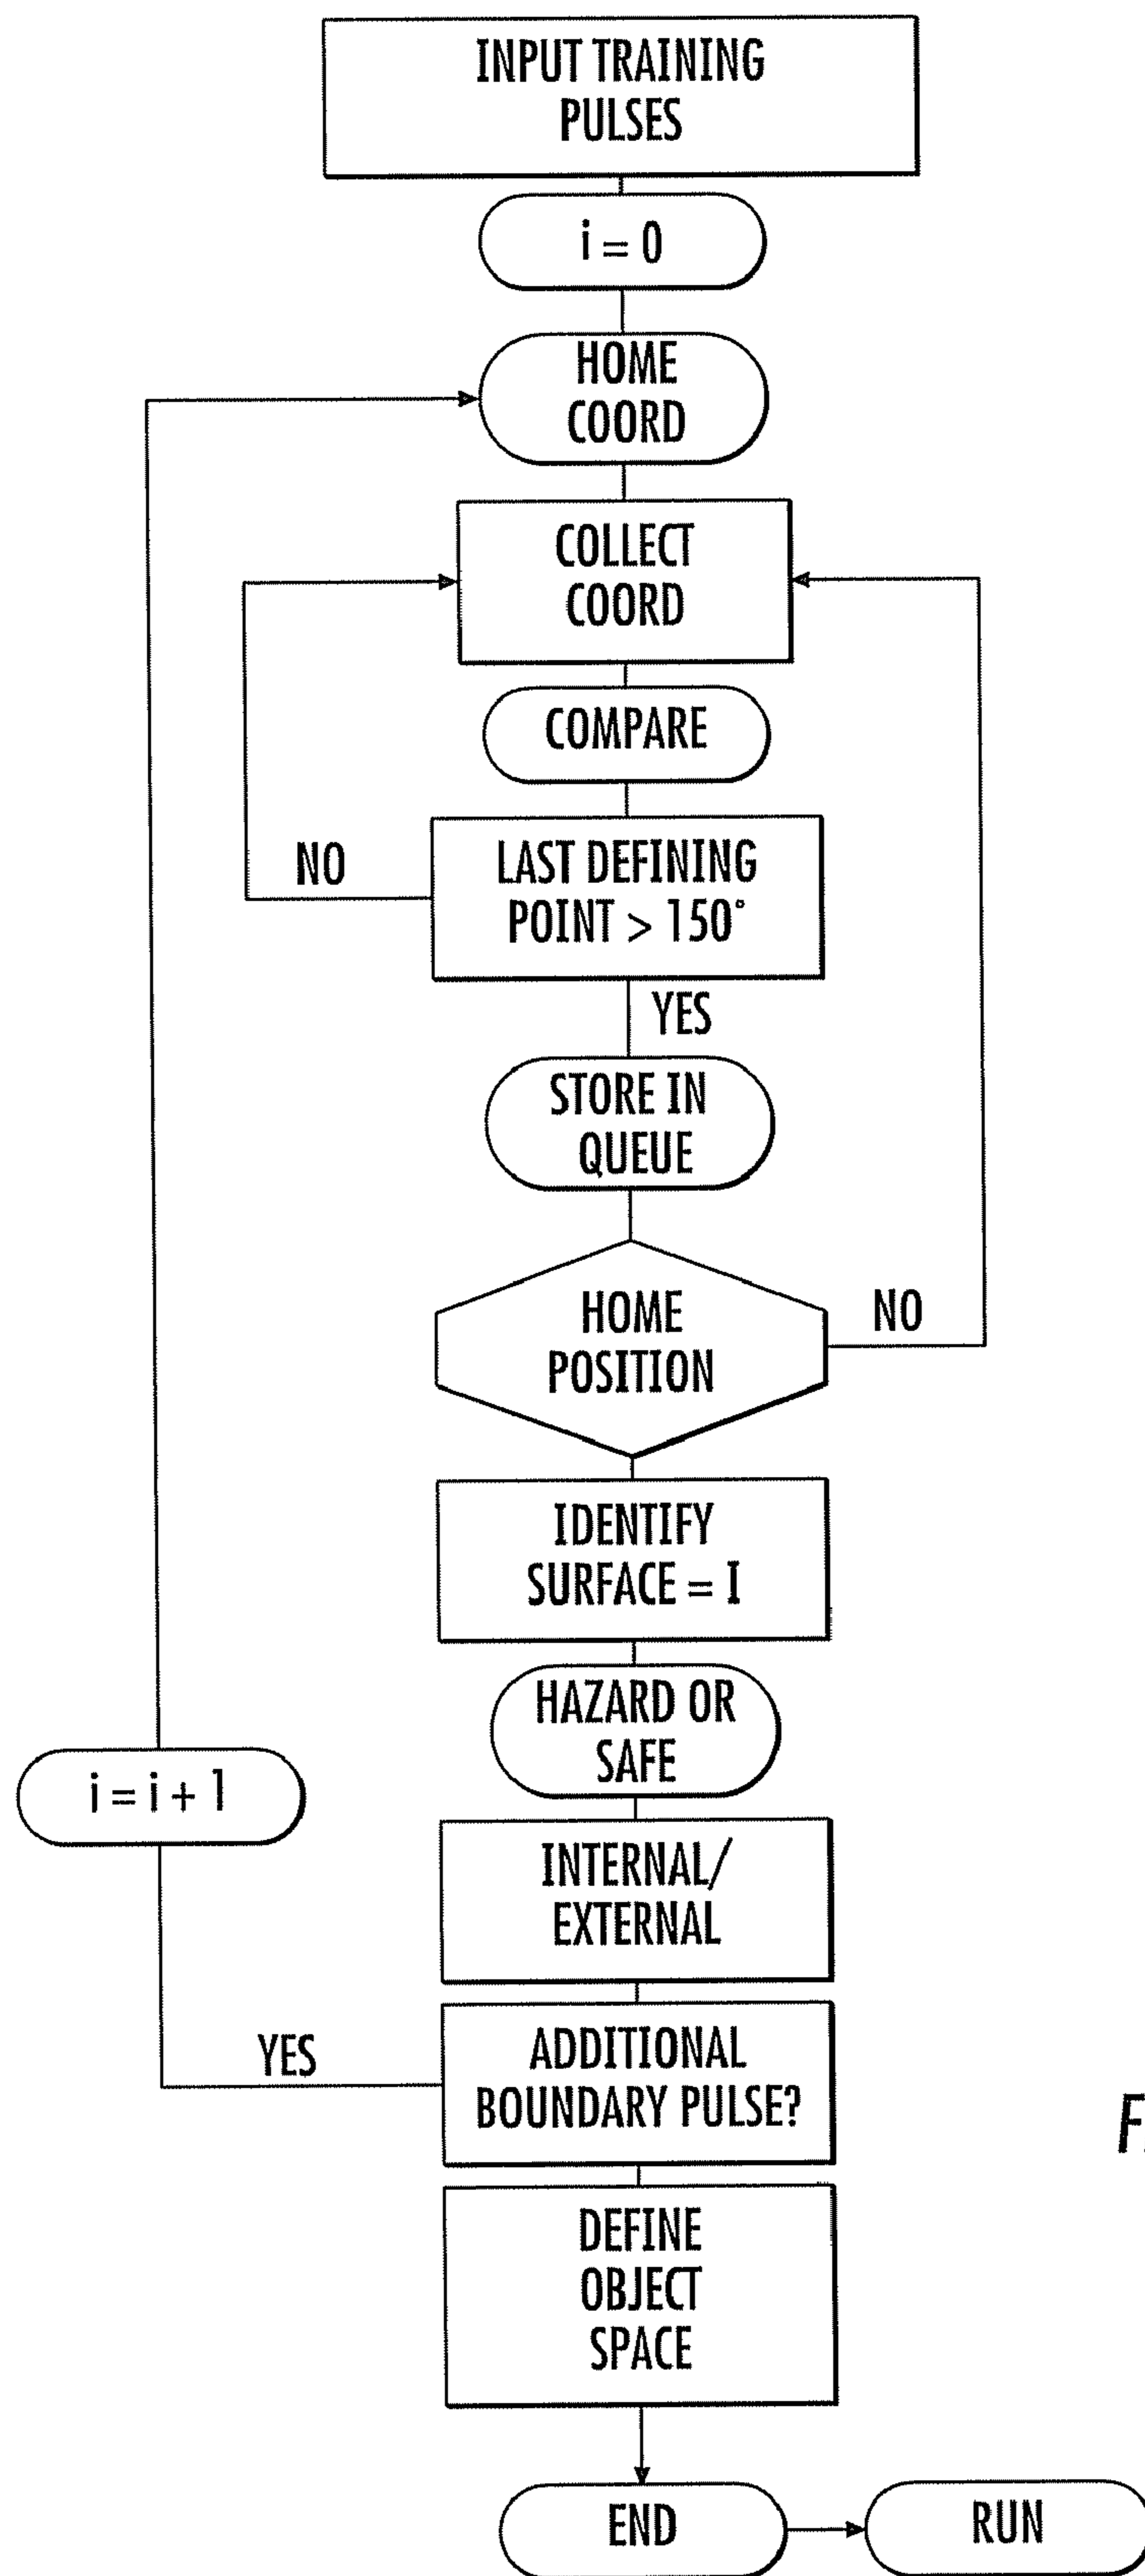 INPUT TRAINING
PULSES
i = 0
HOME
COORD
COLLECT
COORD
COMPARE
LAST DEFINING
POINT > 150°
NO
YES
STORE IN
QUEUE
HOME
POSITION
NO
IDENTIFY
SURFACE = I
HAZARD OR
SAFE
i = i + 1
INTERNAL/
EXTERNAL
ADDITIONAL
BOUNDARY PULSE?
YES
DEFINE
OBJECT
SPACE
END
RUN